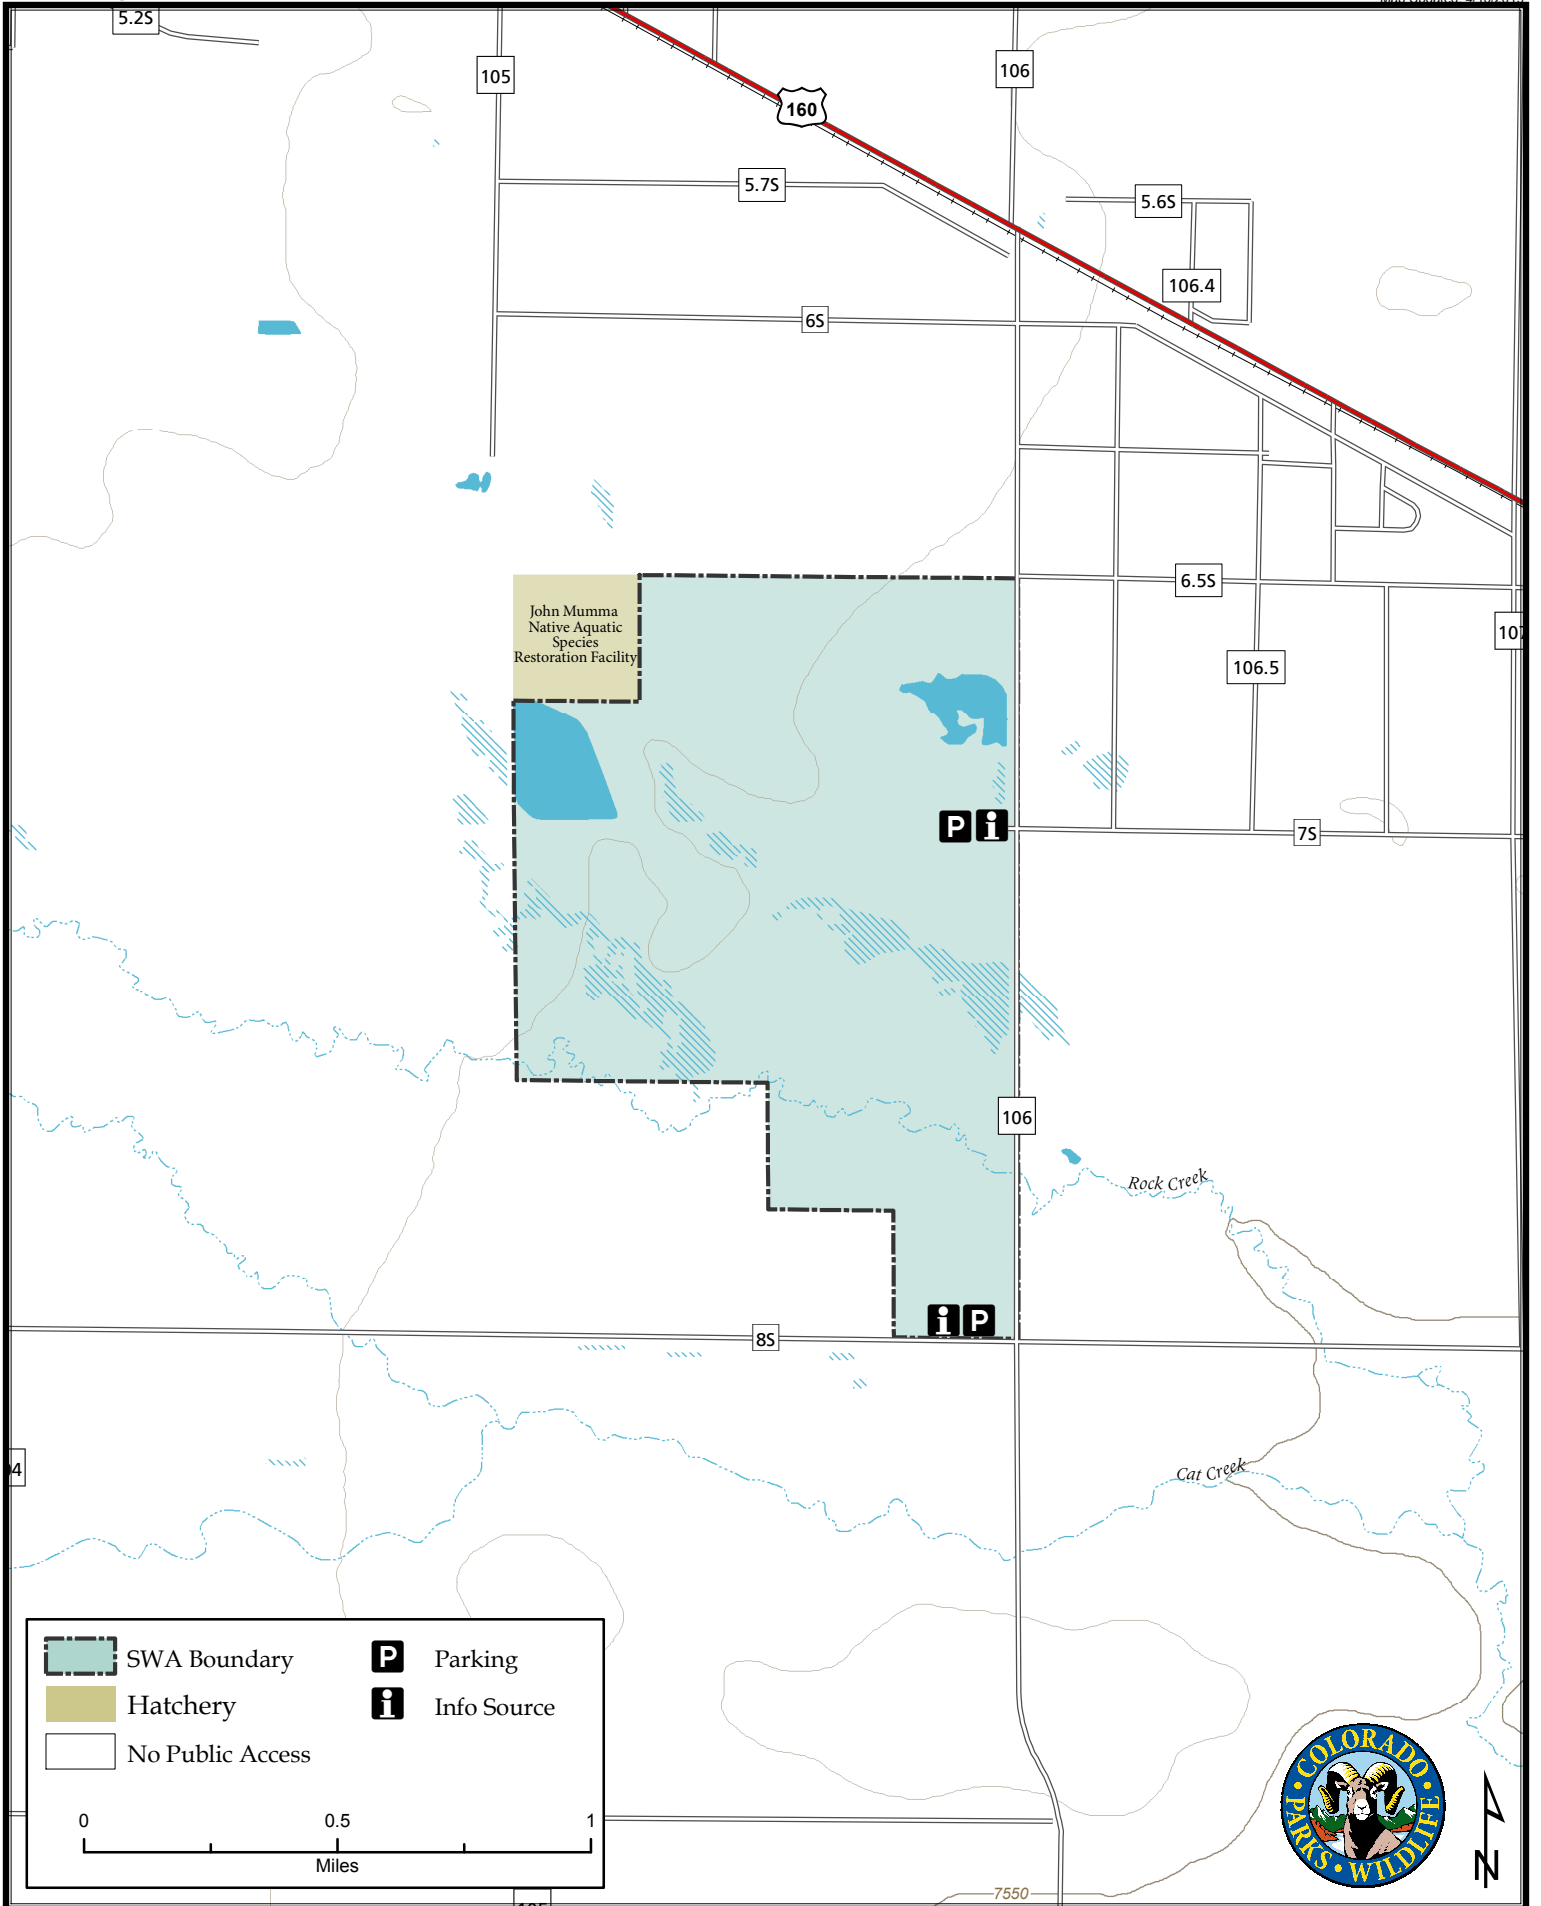 5.2S
105
106
160
5.7S
5.6S
106.4
6S
John Mumma
Native Aquatic
Species
Restoration Facility
6.5S
107
106.5
P
7S
106
Rock Creek
P
8S
Cat Creek
SWA Boundary
P Parking
Hatchery
Info Source
No Public Access
0 0.5 1
Miles
COLORADO
PARKS • WILDLIFE
N
7550